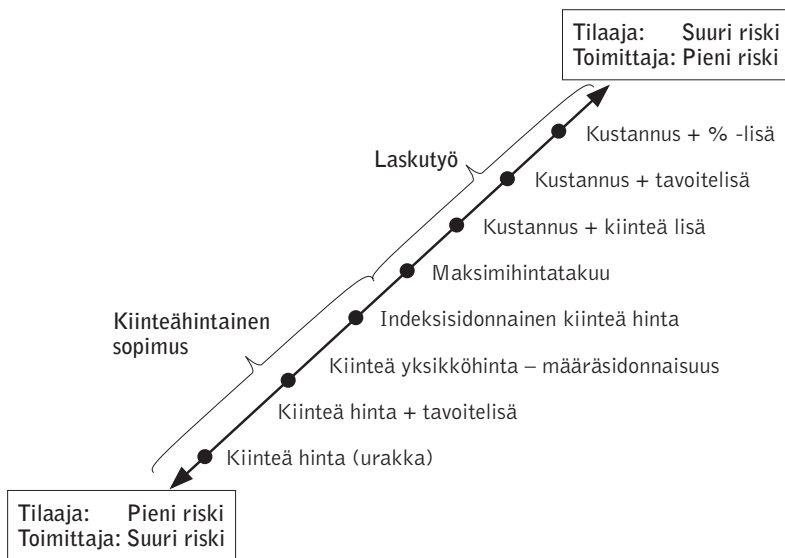 Tilaaja: Suuri riski
Toimittaja: Pieni riski
Kustannus + % -lisä
Laskutyö
Kustannus + tavoitelisä
Kustannus + kiinteä lisä
Maksimihintatakuu
Kiinteähintainen
sopimus
Indeksisidonnainen kiinteä hinta
Kiinteä yksikköhinta – määräsidonnaisuus
Kiinteä hinta + tavoitelisä
Kiinteä hinta (urakka)
Tilaaja: Pieni riski
Toimittaja: Suuri riski